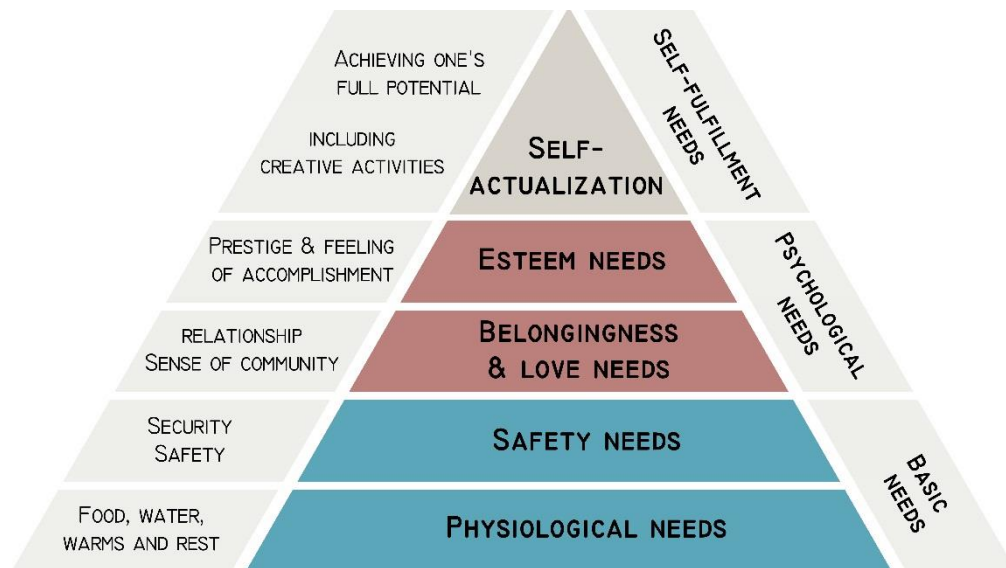 ACHIEVING ONE'S
FULL POTENTIAL
INCLUDING
CREATIVE ACTIVITIES
SELF-
ACTUALIZATION
SELF-FULFILLMENT
NEEDS
PRESTIGE & FEELING
OF ACCOMPLISHMENT
ESTEEM NEEDS
RELATIONSHIP
SENSE OF COMMUNITY
BELONGINGNESS
& LOVE NEEDS
PSYCHOLOGICAL
NEEDS
SECURITY
SAFETY
SAFETY NEEDS
FOOD, WATER,
WARMS AND REST
PHYSIOLOGICAL NEEDS
BASIC
NEEDS